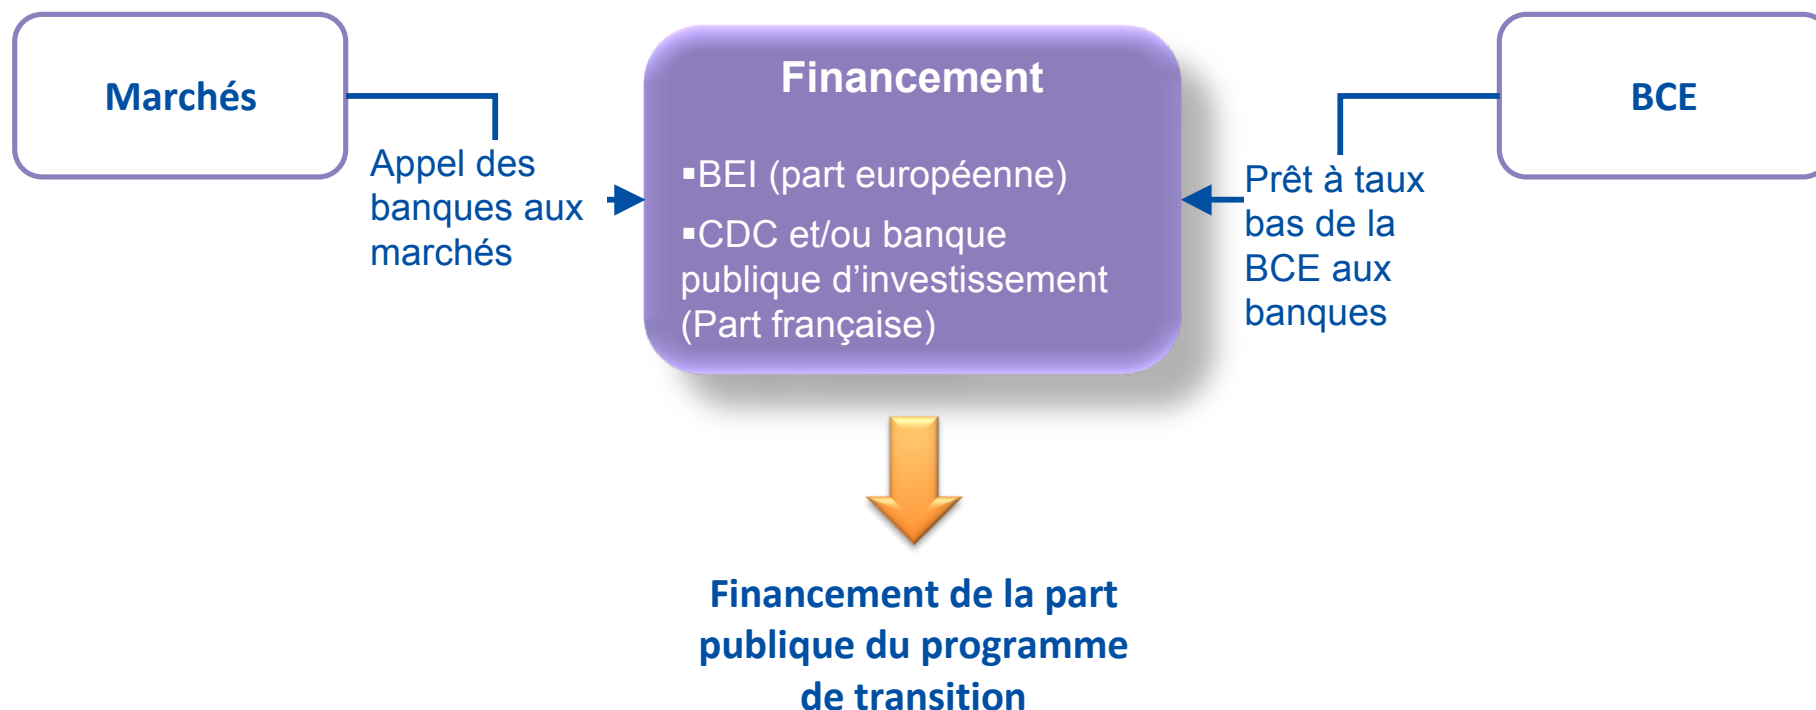 Marchés
Appel des
banques aux
marchés
Financement
▪BEI (part européenne)
▪CDC et/ou banque
publique d’investissement
(Part française)
BCE
Prêt à taux
bas de la
BCE aux
banques
Financement de la part
publique du programme
de transition